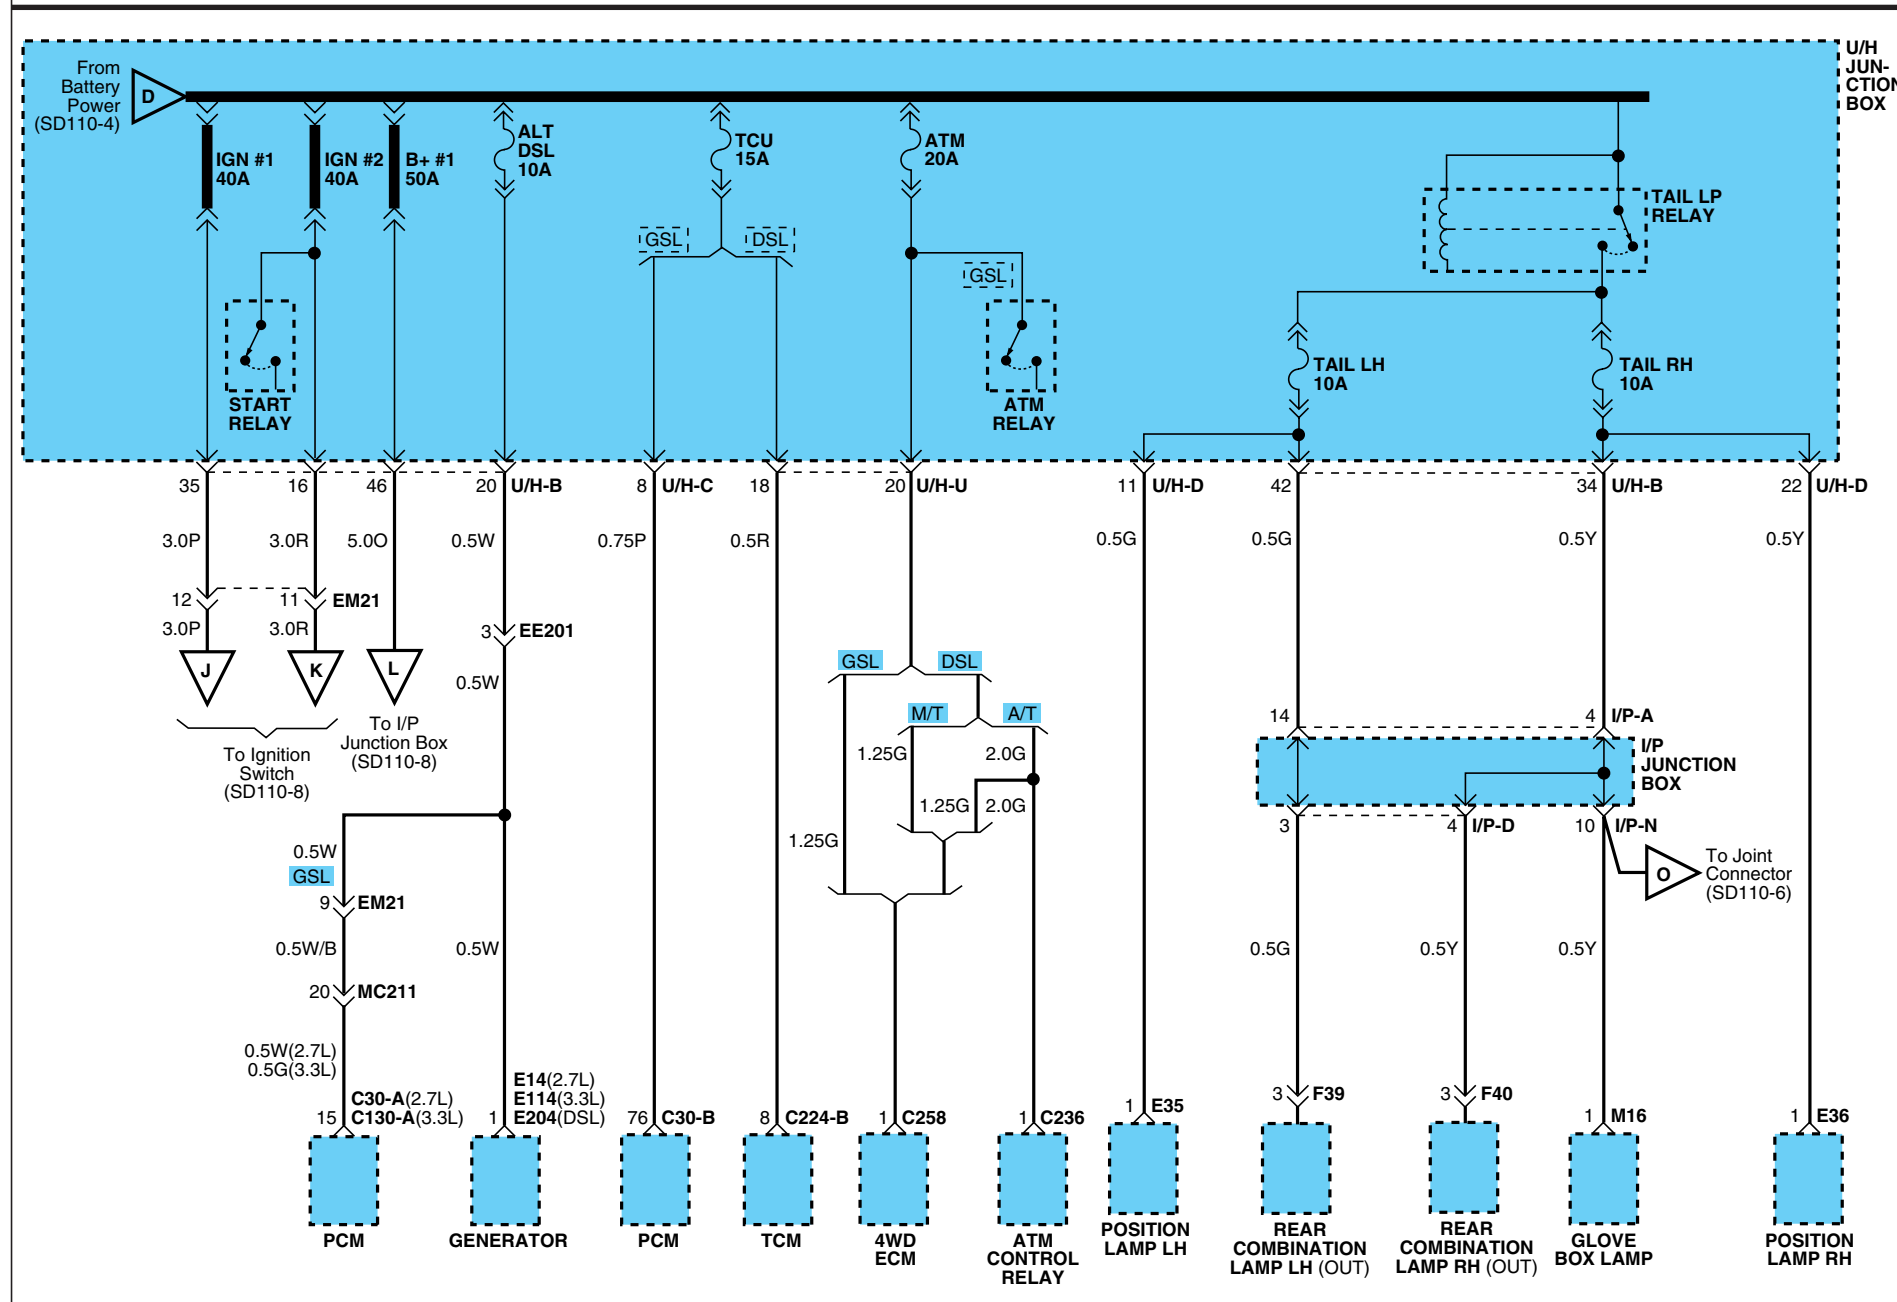 From
Battery
Power
(SD110-4)
D
U/H
JUN-
CTION
BOX
IGN #1
40A
IGN #2
40A
B+ #1
50A
ALT
DSL
10A
TCU
15A
ATM
20A
TAIL LP
RELAY
GSL
DSL
GSL
START
RELAY
ATM
RELAY
TAIL LH
10A
TAIL RH
10A
35
16
46
20 U/H-B
8 U/H-C
18
20 U/H-U
11 U/H-D
42
34 U/H-B
22 U/H-D
3.0P
3.0R
5.0O
0.5W
0.75P
0.5R
0.5G
0.5G
0.5Y
0.5Y
12
11 EM21
3.0P
3.0R
J
K
L
3 EE201
0.5W
To Ignition
Switch
(SD110-8)
To I/P
Junction Box
(SD110-8)
GSL
DSL
M/T
A/T
1.25G
2.0G
1.25G
2.0G
1.25G
14
4 I/P-A
I/P
JUNCTION
BOX
3
4 I/P-D
10 I/P-N
O
To Joint
Connector
(SD110-6)
0.5W
GSL
9 EM21
0.5W/B
0.5W
20 MC211
0.5W(2.7L)
0.5G(3.3L)
0.5G
0.5Y
0.5Y
C30-A(2.7L)
15 C130-A(3.3L)
E14(2.7L)
E114(3.3L)
1 E204(DSL)
76 C30-B
8 C224-B
1 C258
1 C236
1 E35
3 F39
3 F40
1 M16
1 E36
PCM
GENERATOR
PCM
TCM
4WD
ECM
ATM
CONTROL
RELAY
POSITION
LAMP LH
REAR
COMBINATION
LAMP LH (OUT)
REAR
COMBINATION
LAMP RH (OUT)
GLOVE
BOX LAMP
POSITION
LAMP RH